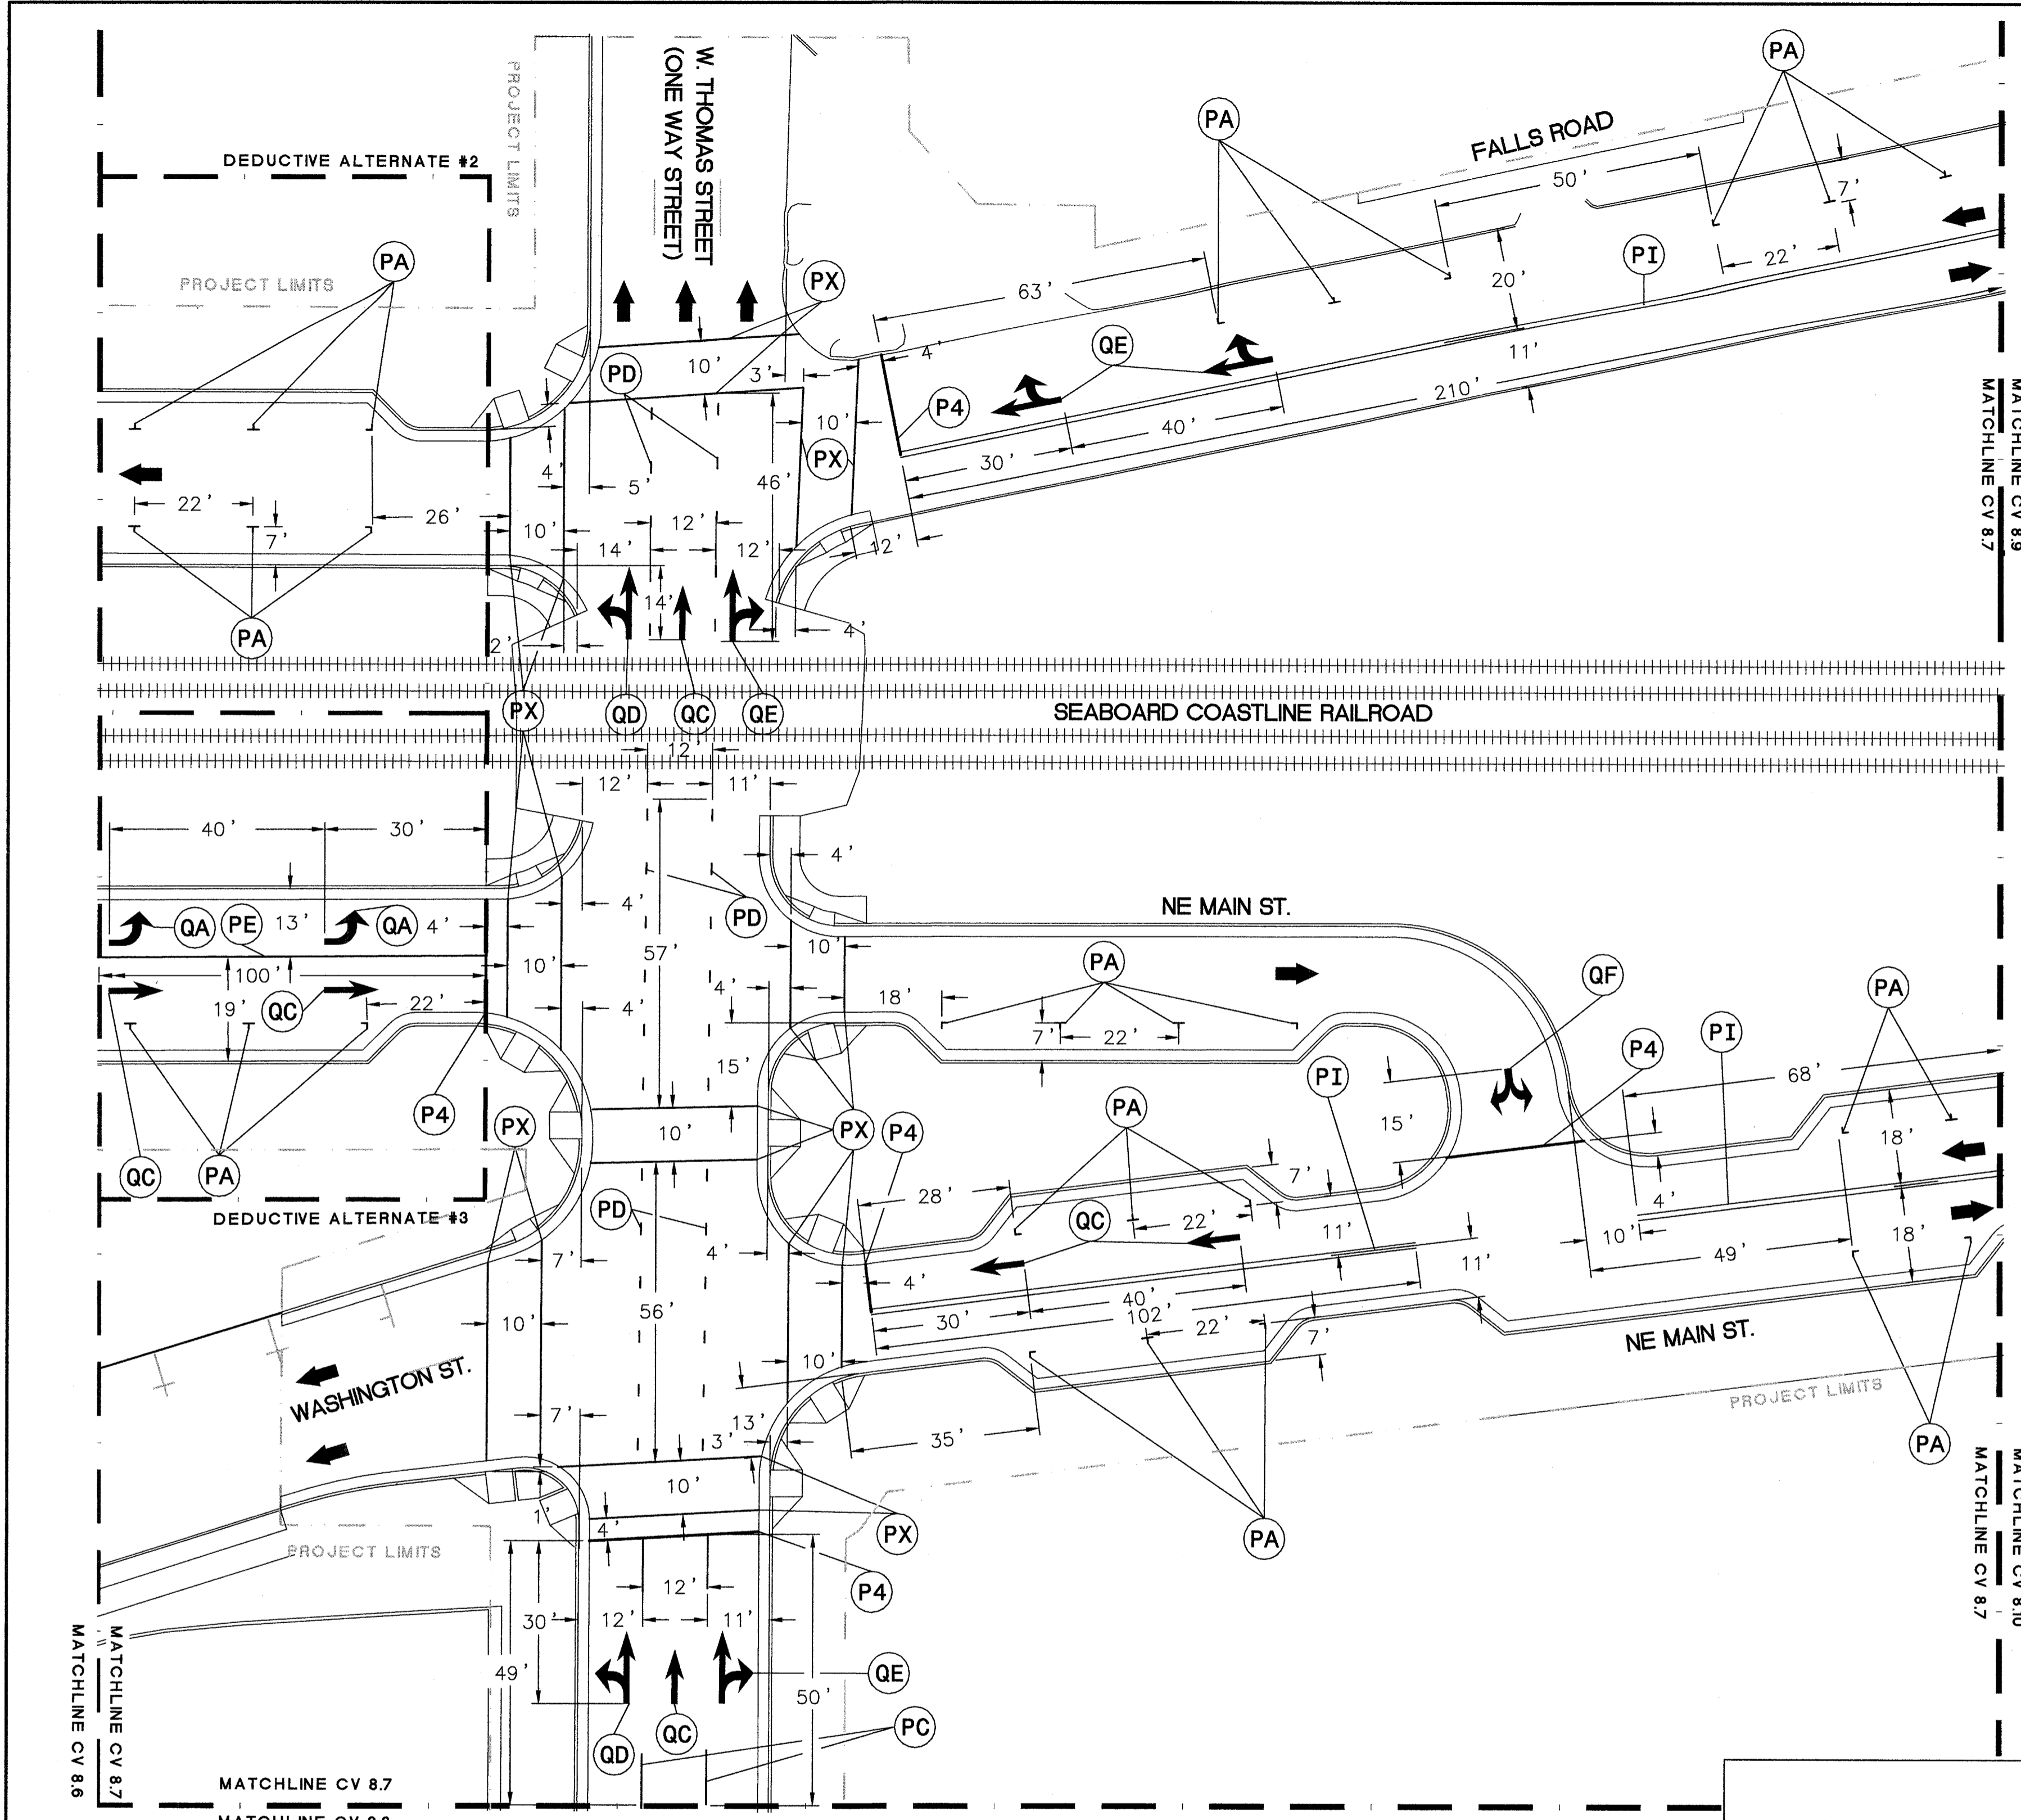 DEDUCTIVE ALTERNATE #2
PROJECT LIMITS
W. THOMAS STREET
(ONE WAY STREET)
PROJECT LIMITS
PA
PX
PD
PA
PA
FALLS ROAD
50'
7'
22'
PI
63'
20'
11'
210'
4'
QE
P4
40'
30'
12'
10'
3'
10'
PX
46'
4'
5'
22'
26'
7'
10'
14'
12'
12'
14'
4'
2'
PA
PX
QD
QC
QE
SEABOARD COASTLINE RAILROAD
MATCHLINE CV 8.7
MATCHLINE CV 8.9
12'
12'
11'
40'
30'
4'
4'
QA
PE
13'
QA
4'
PD
57'
10'
100'
10'
19'
QC
22'
4'
4'
18'
NE MAIN ST.
PA
7'
22'
15'
QF
PI
P4
PI
PA
68'
15'
18'
4'
P4
PX
10'
PX
P4
PA
QC
PA
DEDUCTIVE ALTERNATE #3
PD
7'
4'
28'
QC
22'
7'
11'
11'
10'
49'
18'
4'
40'
102'
30'
22'
7'
NE MAIN ST.
PROJECT LIMITS
10'
56'
10'
WASHINGTON ST.
7'
13'
3'
35'
PA
PA
10'
1'
4'
PX
PROJECT LIMITS
P4
12'
30'
12'
11'
49'
50'
QE
QD
QC
PC
MATCHLINE CV 8.6
MATCHLINE CV 8.7
MATCHLINE CV 8.7
MATCHLINE CV 8.7
MATCHLINE CV 8.10